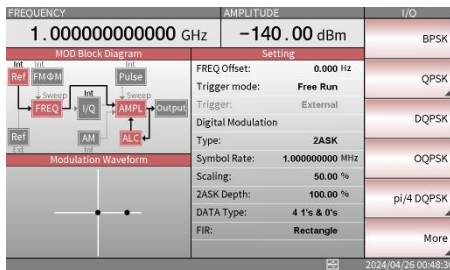 FREQUENCY AMPLITUDE I/Q
1.000000000000 GHz -140.00 dBm BPSK
MOD Block Diagram Setting
Int Int Int
Ref FMΦM Pulse
FREQ Offset: 0.000 Hz
QPSK
Sweep Int Sweep
Trigger mode: Free Run
FREQ I/Q AMPL Output
Trigger: External
Digital Modulation DQPSK
Ref AM ALC
Type: 2ASK
Ext Int
Modulation Waveform
Symbol Rate: 1.000000000 MHz OQPSK
Scaling: 50.00 %
2ASK Depth: 100.00 % pi/4 DQPSK
DATA Type: 4 1's & 0's
FIR: Rectangle More
2024/04/26 00:48:30